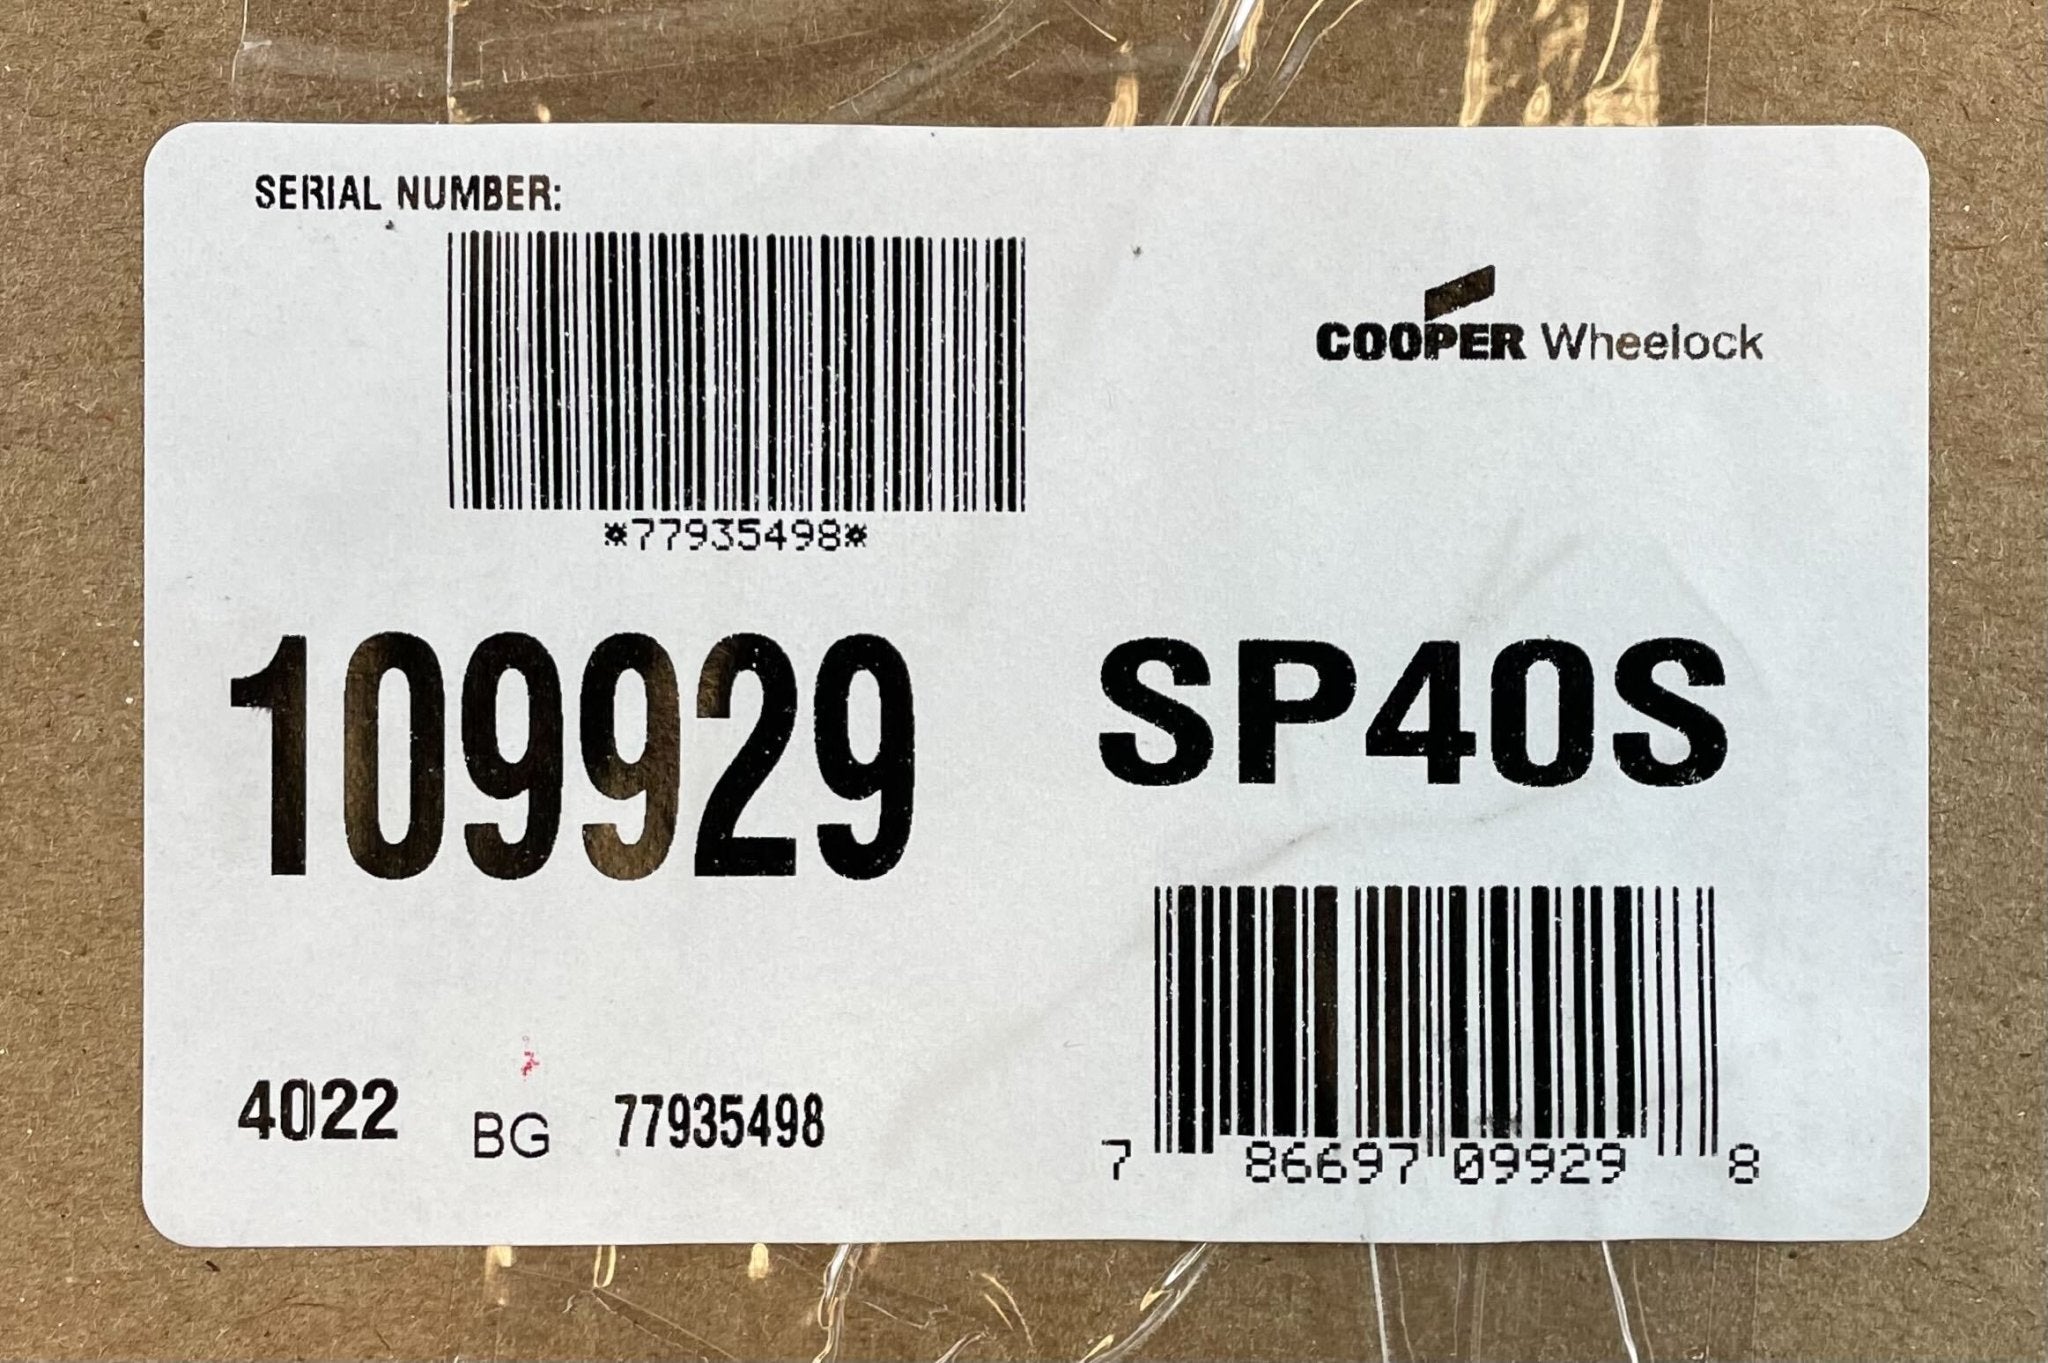 SERIAL NUMBER:
*77935498*
COOPER Wheelock
109929
SP40S
4022 BG 77935498
7 86697 09929 8